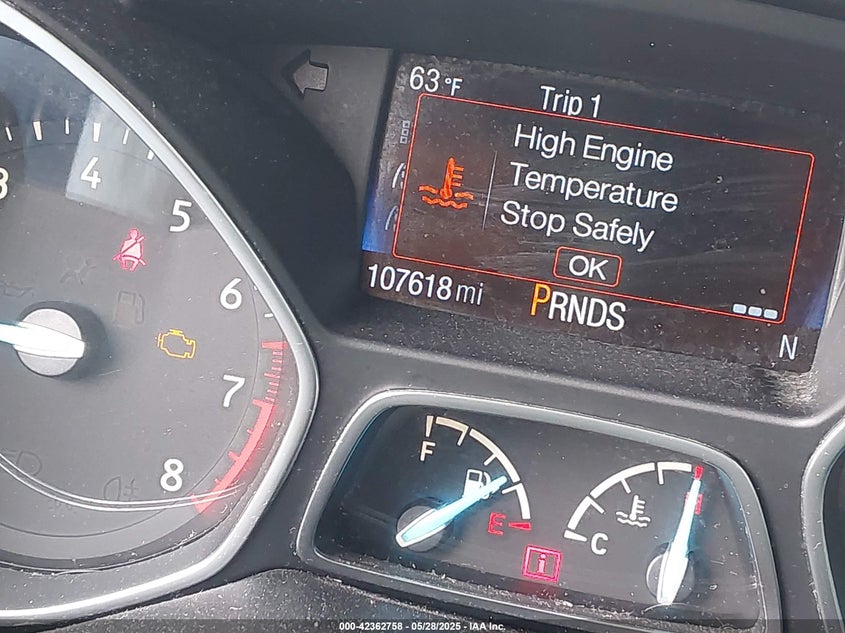 63°F
Trip 1
High Engine
Temperature
Stop Safely
OK
107618 mi
PRNDS
N
3
4
5
6
7
8
F
E
C
i
000-42362758 - 05/28/2025 - IAA Inc.